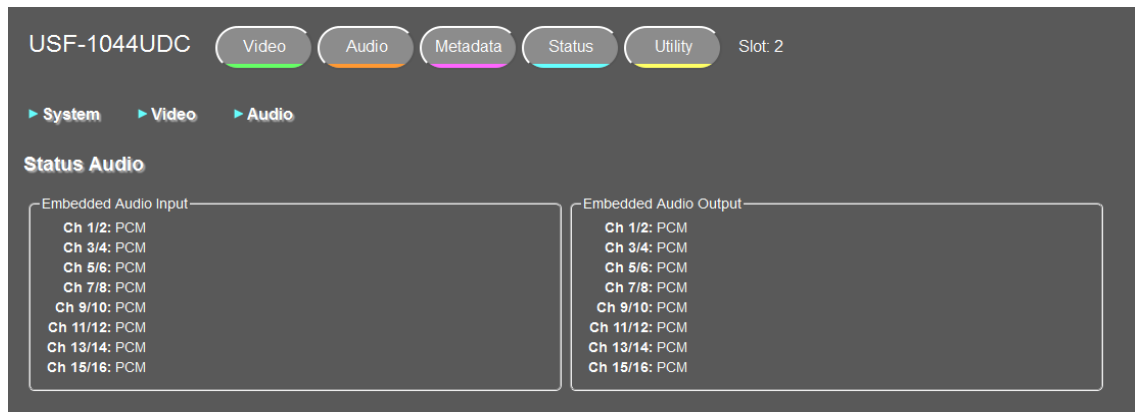 USF-1044UDC Video Audio Metadata Status Utility Slot: 2
System Video Audio
Status Audio
Embedded Audio Input
Ch 1/2: PCM
Ch 3/4: PCM
Ch 5/6: PCM
Ch 7/8: PCM
Ch 9/10: PCM
Ch 11/12: PCM
Ch 13/14: PCM
Ch 15/16: PCM
Embedded Audio Output
Ch 1/2: PCM
Ch 3/4: PCM
Ch 5/6: PCM
Ch 7/8: PCM
Ch 9/10: PCM
Ch 11/12: PCM
Ch 13/14: PCM
Ch 15/16: PCM